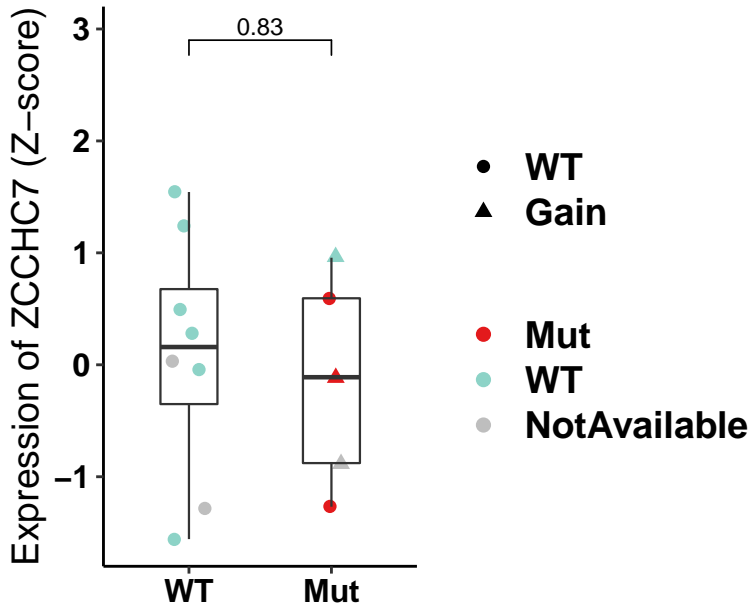 Expression of ZCCHC7 (Z−score)
3
2
1
0
−1
0.83
WT
Mut
WT
Gain
Mut
WT
NotAvailable